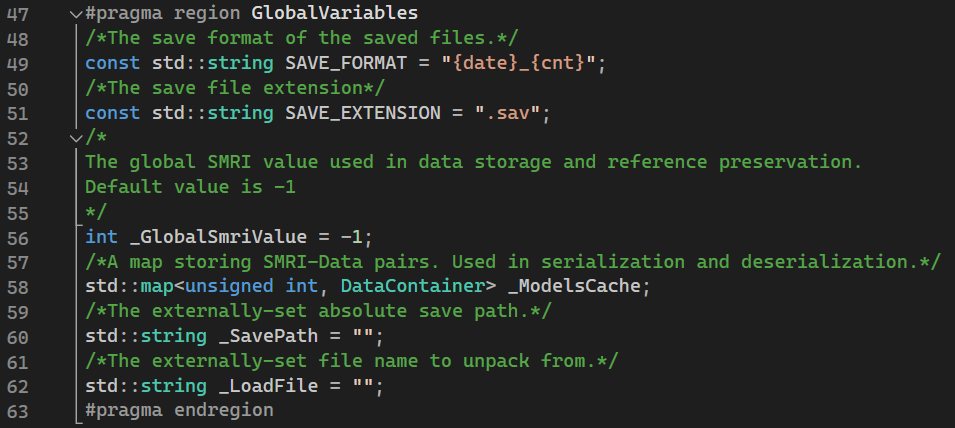 47 #pragma region GlobalVariables
48 /*The save format of the saved files.*/
49 const std::string SAVE_FORMAT = "{date}_{cnt}";
50 /*The save file extension*/
51 const std::string SAVE_EXTENSION = ".sav";
52 /*
53 The global SMRI value used in data storage and reference preservation.
54 Default value is -1
55 */
56 int _GlobalSmriValue = -1;
57 /*A map storing SMRI-Data pairs. Used in serialization and deserialization.*/
58 std::map<unsigned int, DataContainer> _ModelsCache;
59 /*The externally-set absolute save path.*/
60 std::string _SavePath = "";
61 /*The externally-set file name to unpack from.*/
62 std::string _LoadFile = "";
63 #pragma endregion